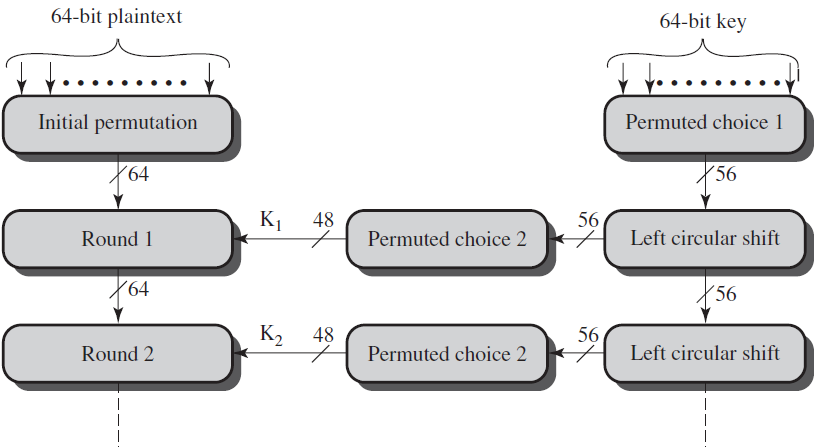 64-bit plaintext
64-bit key
Initial permutation
Permuted choice 1
64
56
Round 1
K1
48
Permuted choice 2
56
Left circular shift
64
56
Round 2
K2
48
Permuted choice 2
56
Left circular shift